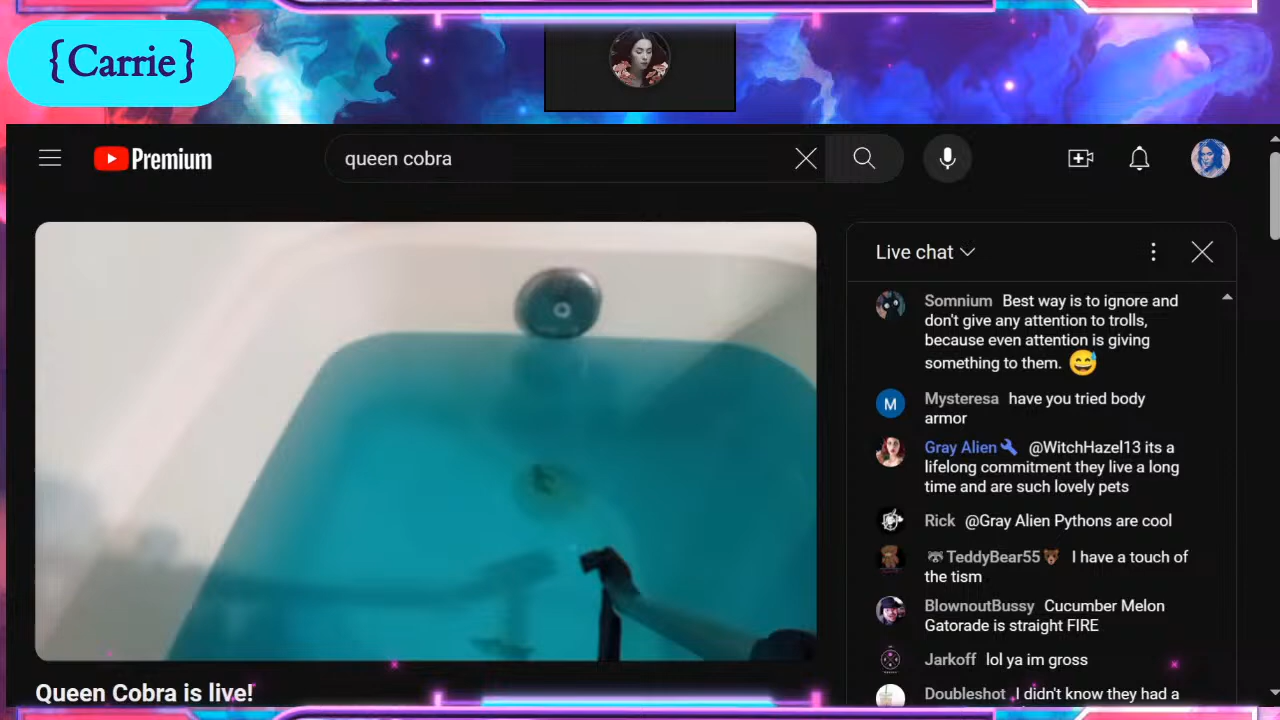 {Carrie}
Premium
queen cobra
Live chat
Somnium Best way is to ignore and
don't give any attention to trolls,
because even attention is giving
something to them. 😅
M
Mysteresa have you tried body
armor
Gray Alien🔧 @WitchHazel13 its a
lifelong commitment they live a long
time and are such lovely pets
Rick @Gray Alien Pythons are cool
🦝TeddyBear55🐻 I have a touch of
the tism
BlownoutBussy Cucumber Melon
Gatorade is straight FIRE
Jarkoff lol ya im gross
Doubleshot I didn't know they had a
Queen Cobra is live!